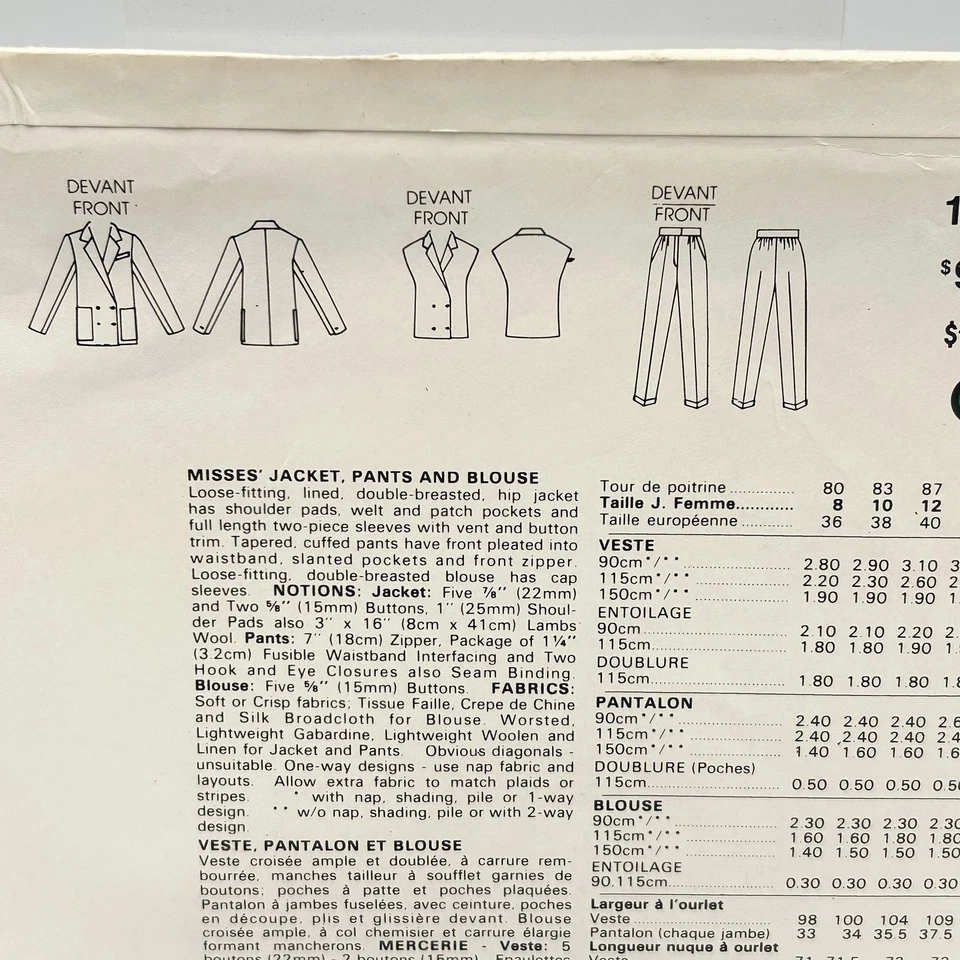 DEVANT
FRONT
DEVANT
FRONT
DEVANT
FRONT
MISSES' JACKET, PANTS AND BLOUSE
Loose-fitting, lined, double-breasted, hip jacket
has shoulder pads, welt and patch pockets and
full length two-piece sleeves with vent and button
trim. Tapered, cuffed pants have front pleated into
waistband, slanted pockets and front zipper.
Loose-fitting, double-breasted blouse has cap
sleeves. NOTIONS: Jacket: Five ⅞" (22mm)
and Two ⅝" (15mm) Buttons, 1" (25mm) Shoul-
der Pads also 3" x 16" (8cm x 41cm) Lambs
Wool. Pants: 7" (18cm) Zipper, Package of 1¼"
(3.2cm) Fusible Waistband Interfacing and Two
Hook and Eye Closures also Seam Binding.
Blouse: Five ⅝" (15mm) Buttons. FABRICS:
Soft or Crisp fabrics; Tissue Faille, Crepe de Chine
and Silk Broadcloth for Blouse. Worsted,
Lightweight Gabardine, Lightweight Woolen and
Linen for Jacket and Pants. Obvious diagonals -
unsuitable. One-way designs - use nap fabric and
layouts. Allow extra fabric to match plaids or
stripes. * with nap, shading, pile or 1-way
design. ** w/o nap, shading, pile or with 2-way
design.
VESTE, PANTALON ET BLOUSE
Veste croisée ample et doublée, à carrure rem-
bourrée, manches tailleur à soufflet garnies de
boutons; poches à patte et poches plaquées.
Pantalon à jambes fuselées, avec ceinture, poches
en découpe, plis et glissière devant. Blouse
croisée ample, à col chemisier et carrure élargie
formant mancherons. MERCERIE - Veste: 5
boutons (22mm) - 2 boutons (15mm) - Epaulettes
Tour de poitrine 80 83 87
Taille J. Femme 8 10 12
Taille européenne 36 38 40
VESTE
90cm*/** 2.80 2.90 3.10
115cm*/** 2.20 2.30 2.60
150cm*/** 1.90 1.90 1.90
ENTOILAGE
90cm 2.10 2.10 2.20
115cm 1.80 1.80 1.90
DOUBLURE
115cm 1.80 1.80 1.80
PANTALON
90cm*/** 2.40 2.40 2.40
115cm*/** 2.40 2.40 2.40
150cm*/** 1.40 1.60 1.60
DOUBLURE (Poches)
115cm 0.50 0.50 0.50
BLOUSE
90cm*/** 2.30 2.30 2.30 2.30
115cm*/** 1.60 1.60 1.80 1.80
150cm*/** 1.40 1.50 1.50 1.50
ENTOILAGE
90.115cm 0.30 0.30 0.30 0.30
Largeur à l'ourlet
Veste 98 100 104 109
Pantalon (chaque jambe) 33 34 35.5 37.5
Longueur nuque à ourlet
Veste 71 71.5 72